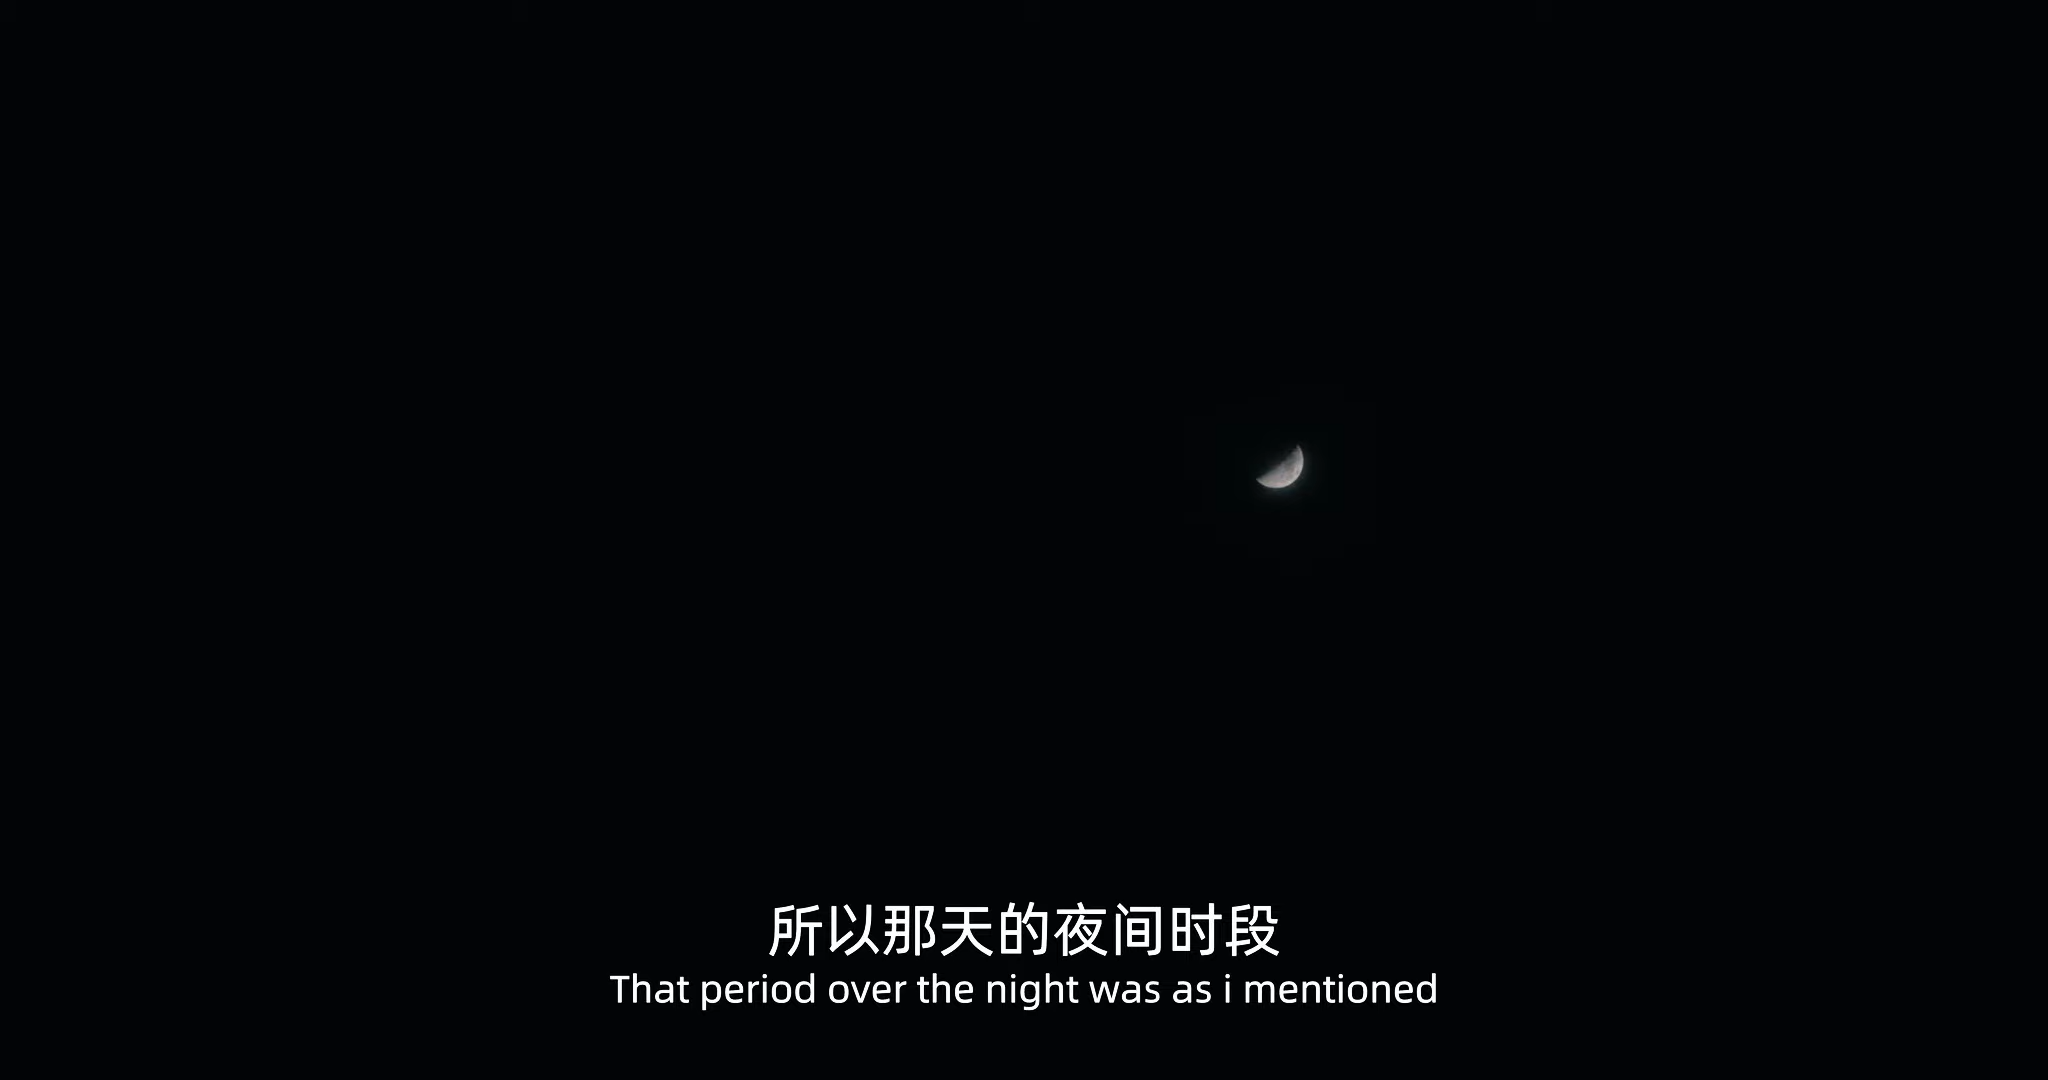 所以那天的夜间时段
That period over the night was as i mentioned